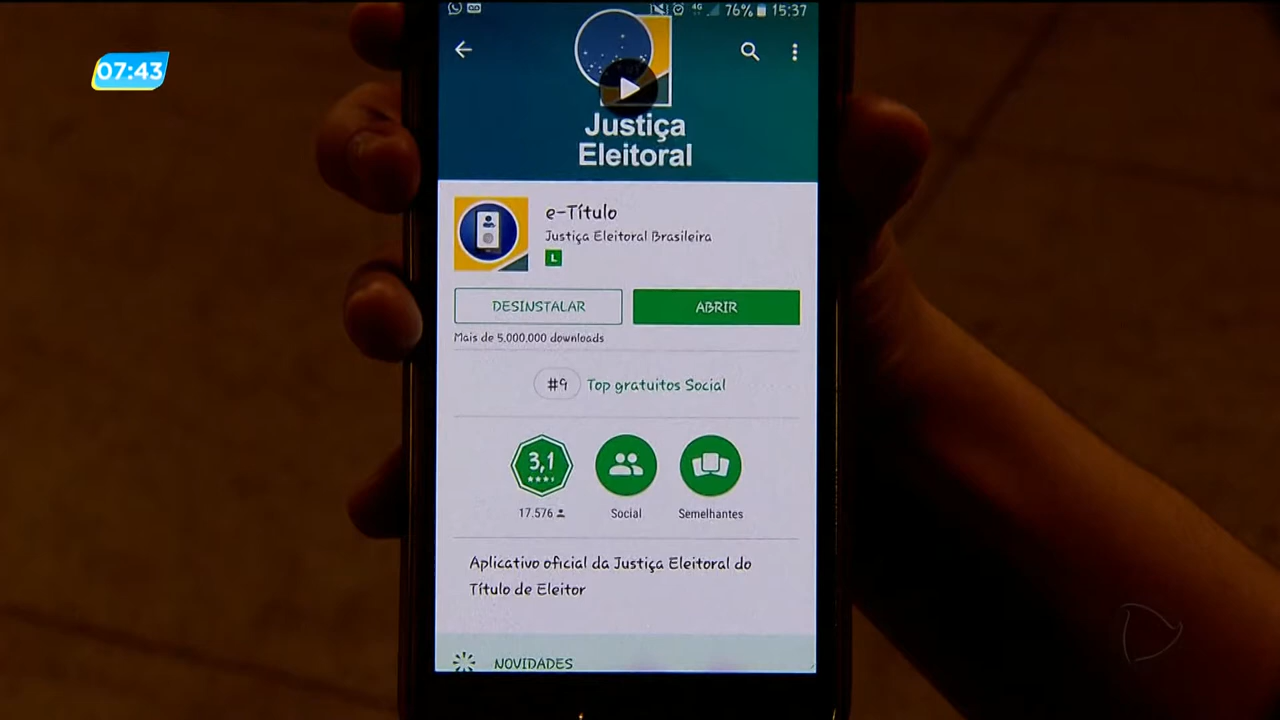 07:43
4G 76% 15:37
Justiça
Eleitoral
e-Título
Justiça Eleitoral Brasileira
L
DESINSTALAR
ABRIR
Mais de 5.000.000 downloads
#9 Top gratuitos Social
3,1
17.576
Social
Semelhantes
Aplicativo oficial da Justiça Eleitoral do
Título de Eleitor
NOVIDADES